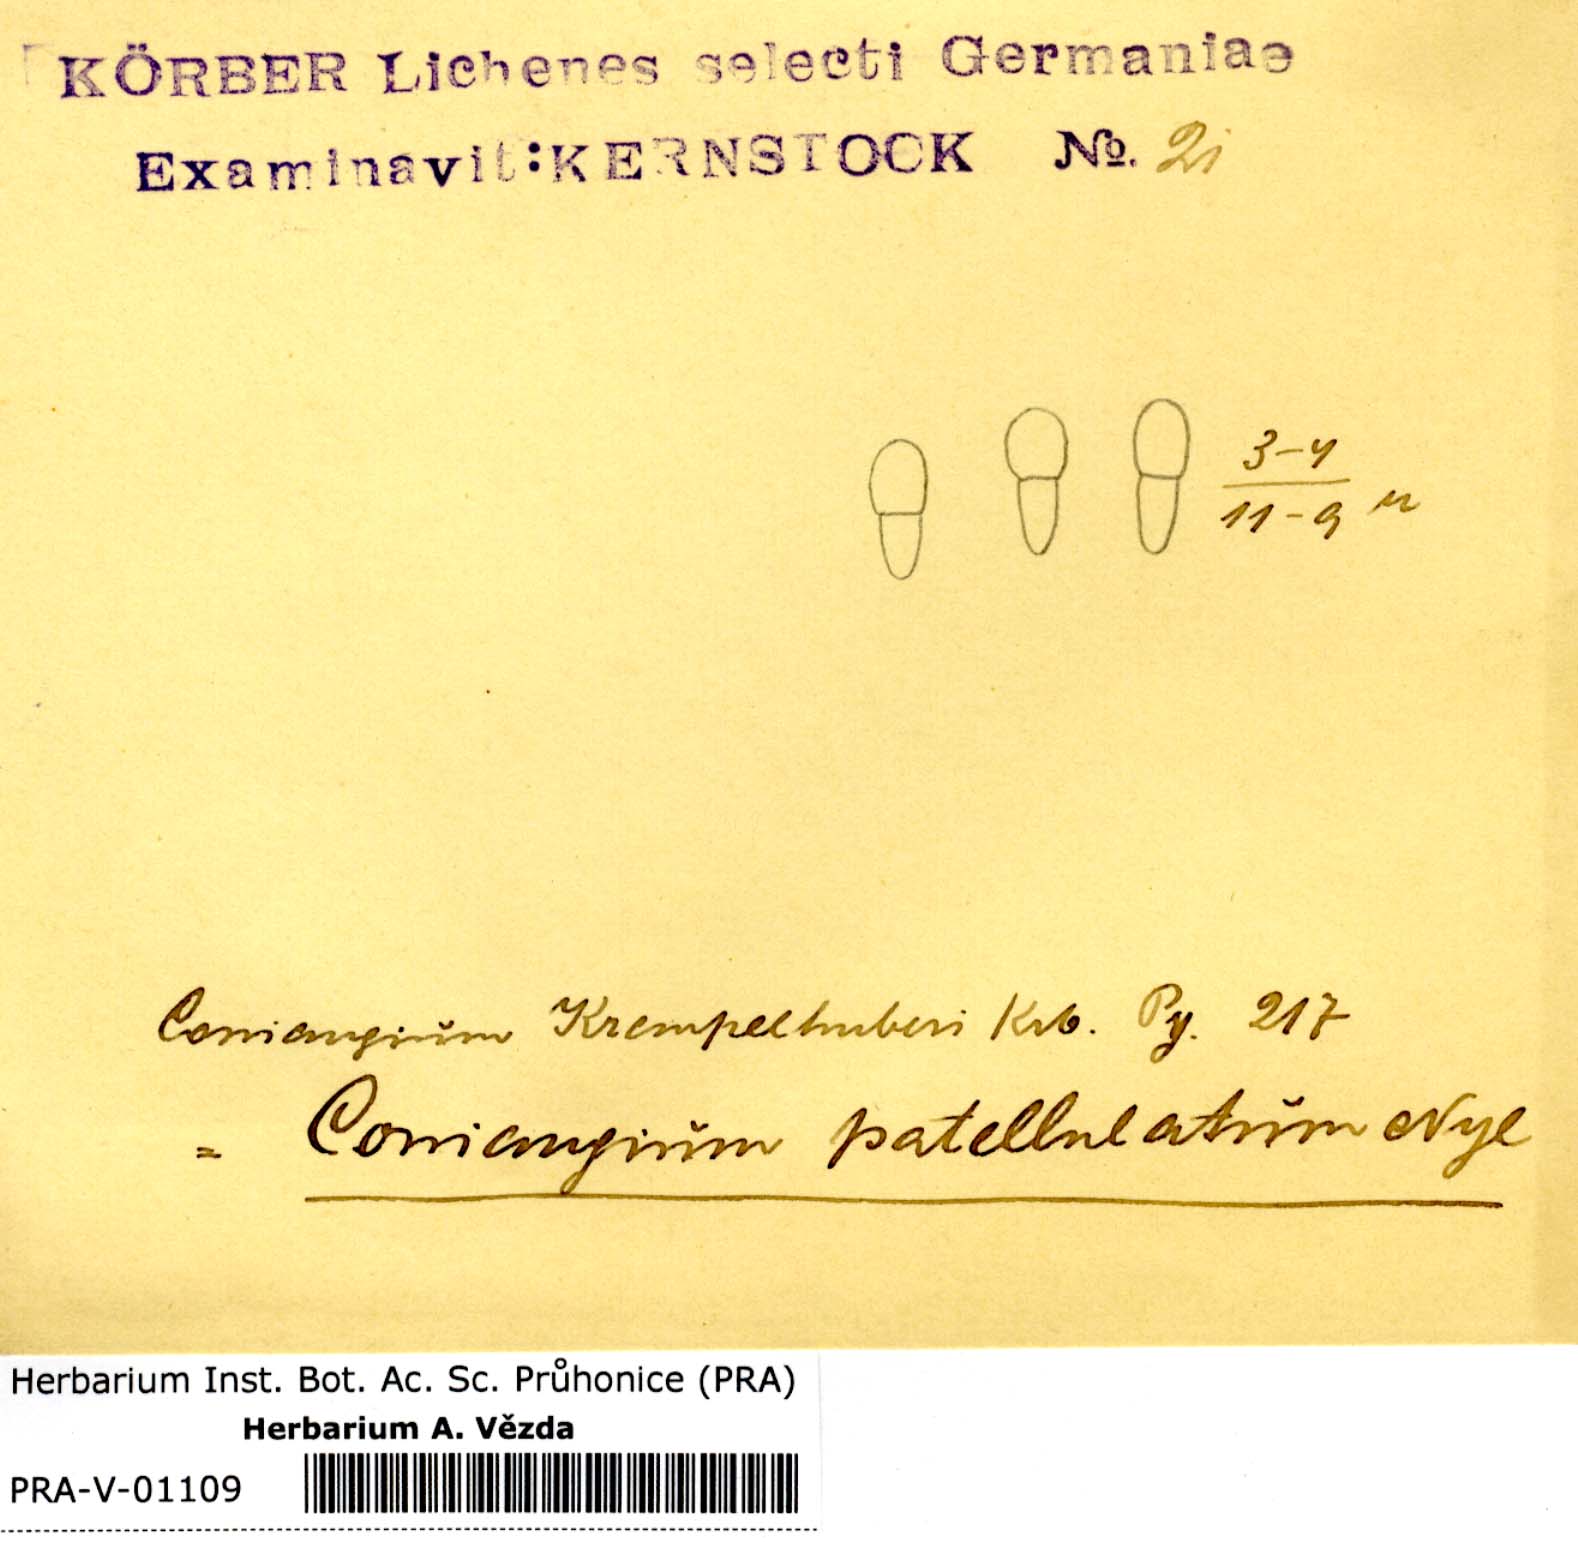 KÖRBER Lichenes selecti Germaniae
Examinavit: KERNSTOCK No. 21
3-4
11-9 µ
Coniangium Krempelhuberi Krb. Py. 217
= Coniangium patellulatum Nyl
Herbarium Inst. Bot. Ac. Sc. Průhonice (PRA)
Herbarium A. Vězda
PRA-V-01109